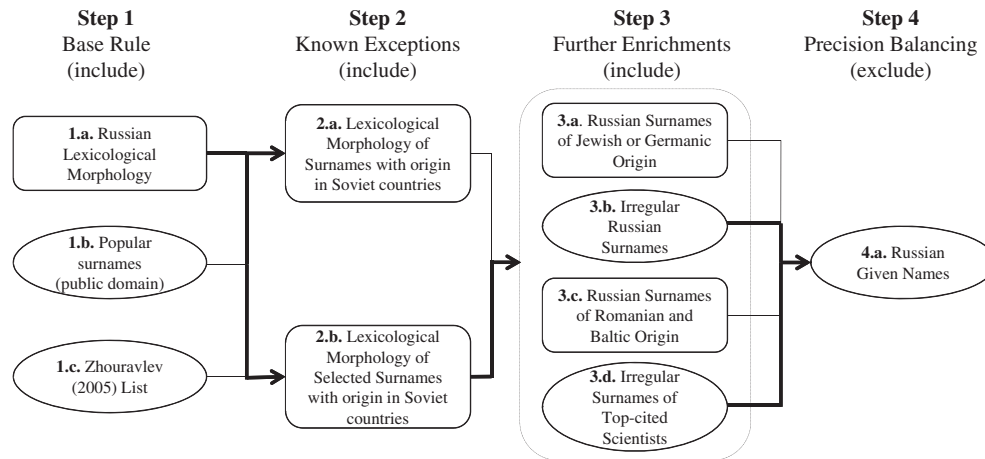 Step 1
Base Rule
(include)
Step 2
Known Exceptions
(include)
Step 3
Further Enrichments
(include)
Step 4
Precision Balancing
(exclude)
1.a. Russian
Lexicological
Morphology
1.b. Popular
surnames
(public domain)
1.c. Zhouravlev
(2005) List
2.a. Lexicological
Morphology of
Surnames with origin
in Soviet countries
2.b. Lexicological
Morphology of
Selected Surnames
with origin in Soviet
countries
3.a. Russian Surnames
of Jewish or Germanic
Origin
3.b. Irregular
Russian
Surnames
3.c. Russian Surnames
of Romanian and
Baltic Origin
3.d. Irregular
Surnames of
Top-cited
Scientists
4.a. Russian
Given Names